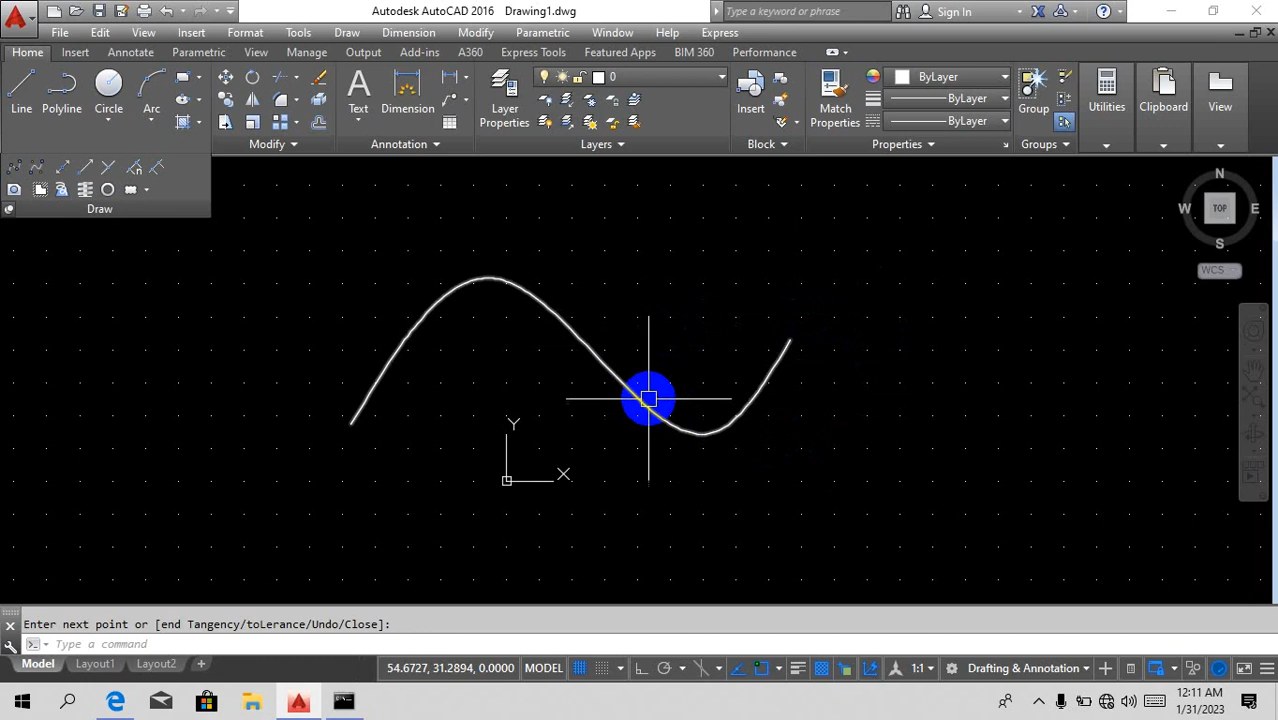 Autodesk AutoCAD 2016 Drawing1.dwg
Type a keyword or phrase
Sign In
File Edit View Insert Format Tools Draw Dimension Modify Parametric Window Help Express
Home Insert Annotate Parametric View Manage Output Add-ins A360 Express Tools Featured Apps BIM 360 Performance
0
ByLayer
ByLayer
ByLayer
Line Polyline Circle Arc
Text Dimension
Layer Properties
Insert
Match Properties
Group
Utilities
Clipboard
View
Modify
Annotation
Layers
Block
Properties
Groups
Draw
N
W TOP E
S
WCS
Y
X
Enter next point or [end Tangency/toLerance/Undo/Close]:
Type a command
Model Layout1 Layout2 +
54.6727, 31.2894, 0.0000 MODEL
1:1
Drafting & Annotation
12:11 AM
1/31/2023